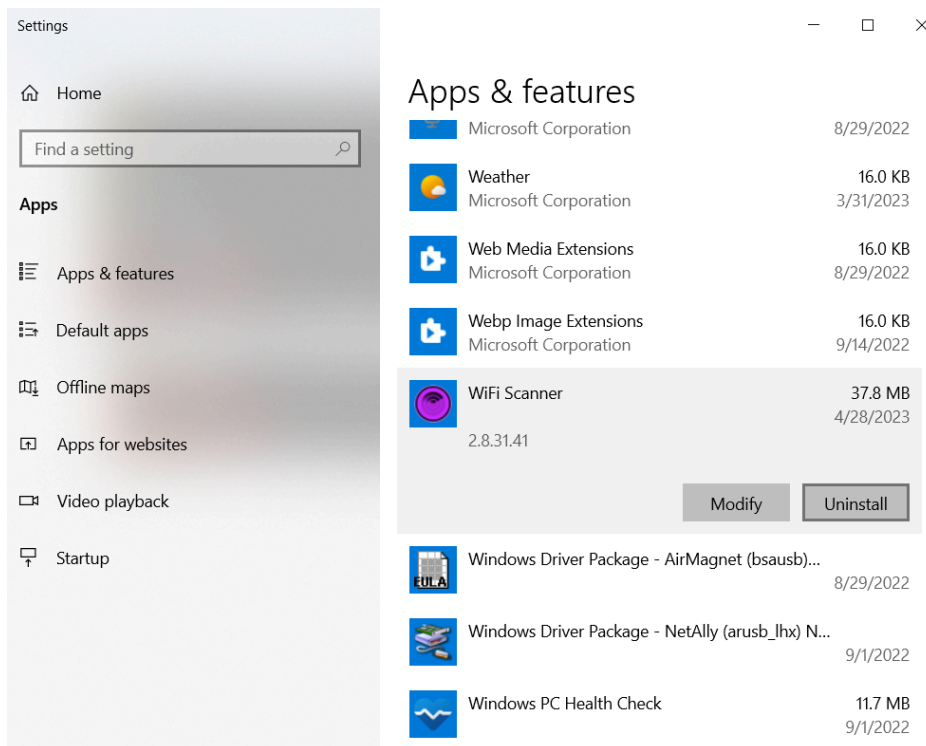 Settings
Home
Find a setting
Apps
Apps & features
Default apps
Offline maps
Apps for websites
Video playback
Startup
Apps & features
Microsoft Corporation 8/29/2022
Weather 16.0 KB
Microsoft Corporation 3/31/2023
Web Media Extensions 16.0 KB
Microsoft Corporation 8/29/2022
Webp Image Extensions 16.0 KB
Microsoft Corporation 9/14/2022
WiFi Scanner 37.8 MB
4/28/2023
2.8.31.41
Modify Uninstall
EULA
Windows Driver Package - AirMagnet (bsausb)...
8/29/2022
Windows Driver Package - NetAlly (arusb_lhx) N...
9/1/2022
Windows PC Health Check 11.7 MB
9/1/2022